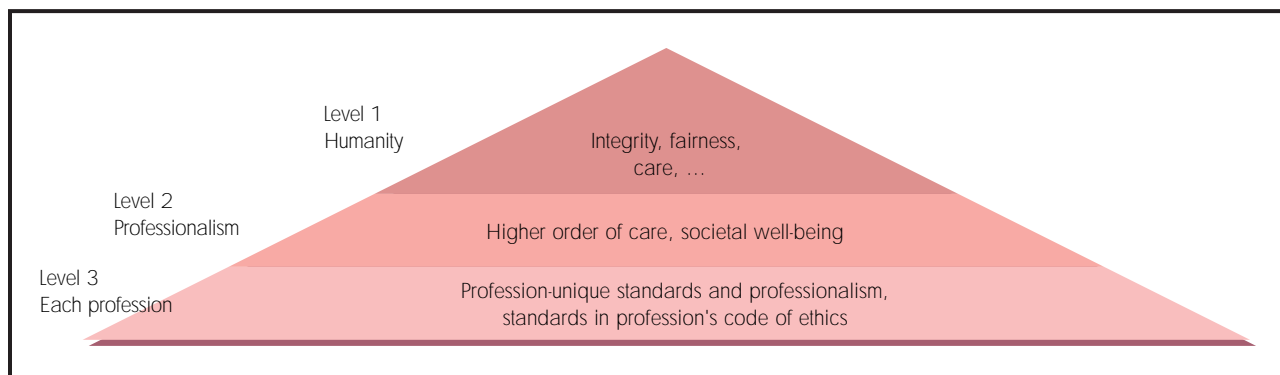 Level 1
Humanity
Integrity, fairness,
care, …
Level 2
Professionalism
Higher order of care, societal well-being
Level 3
Each profession
Profession-unique standards and professionalism,
standards in profession's code of ethics